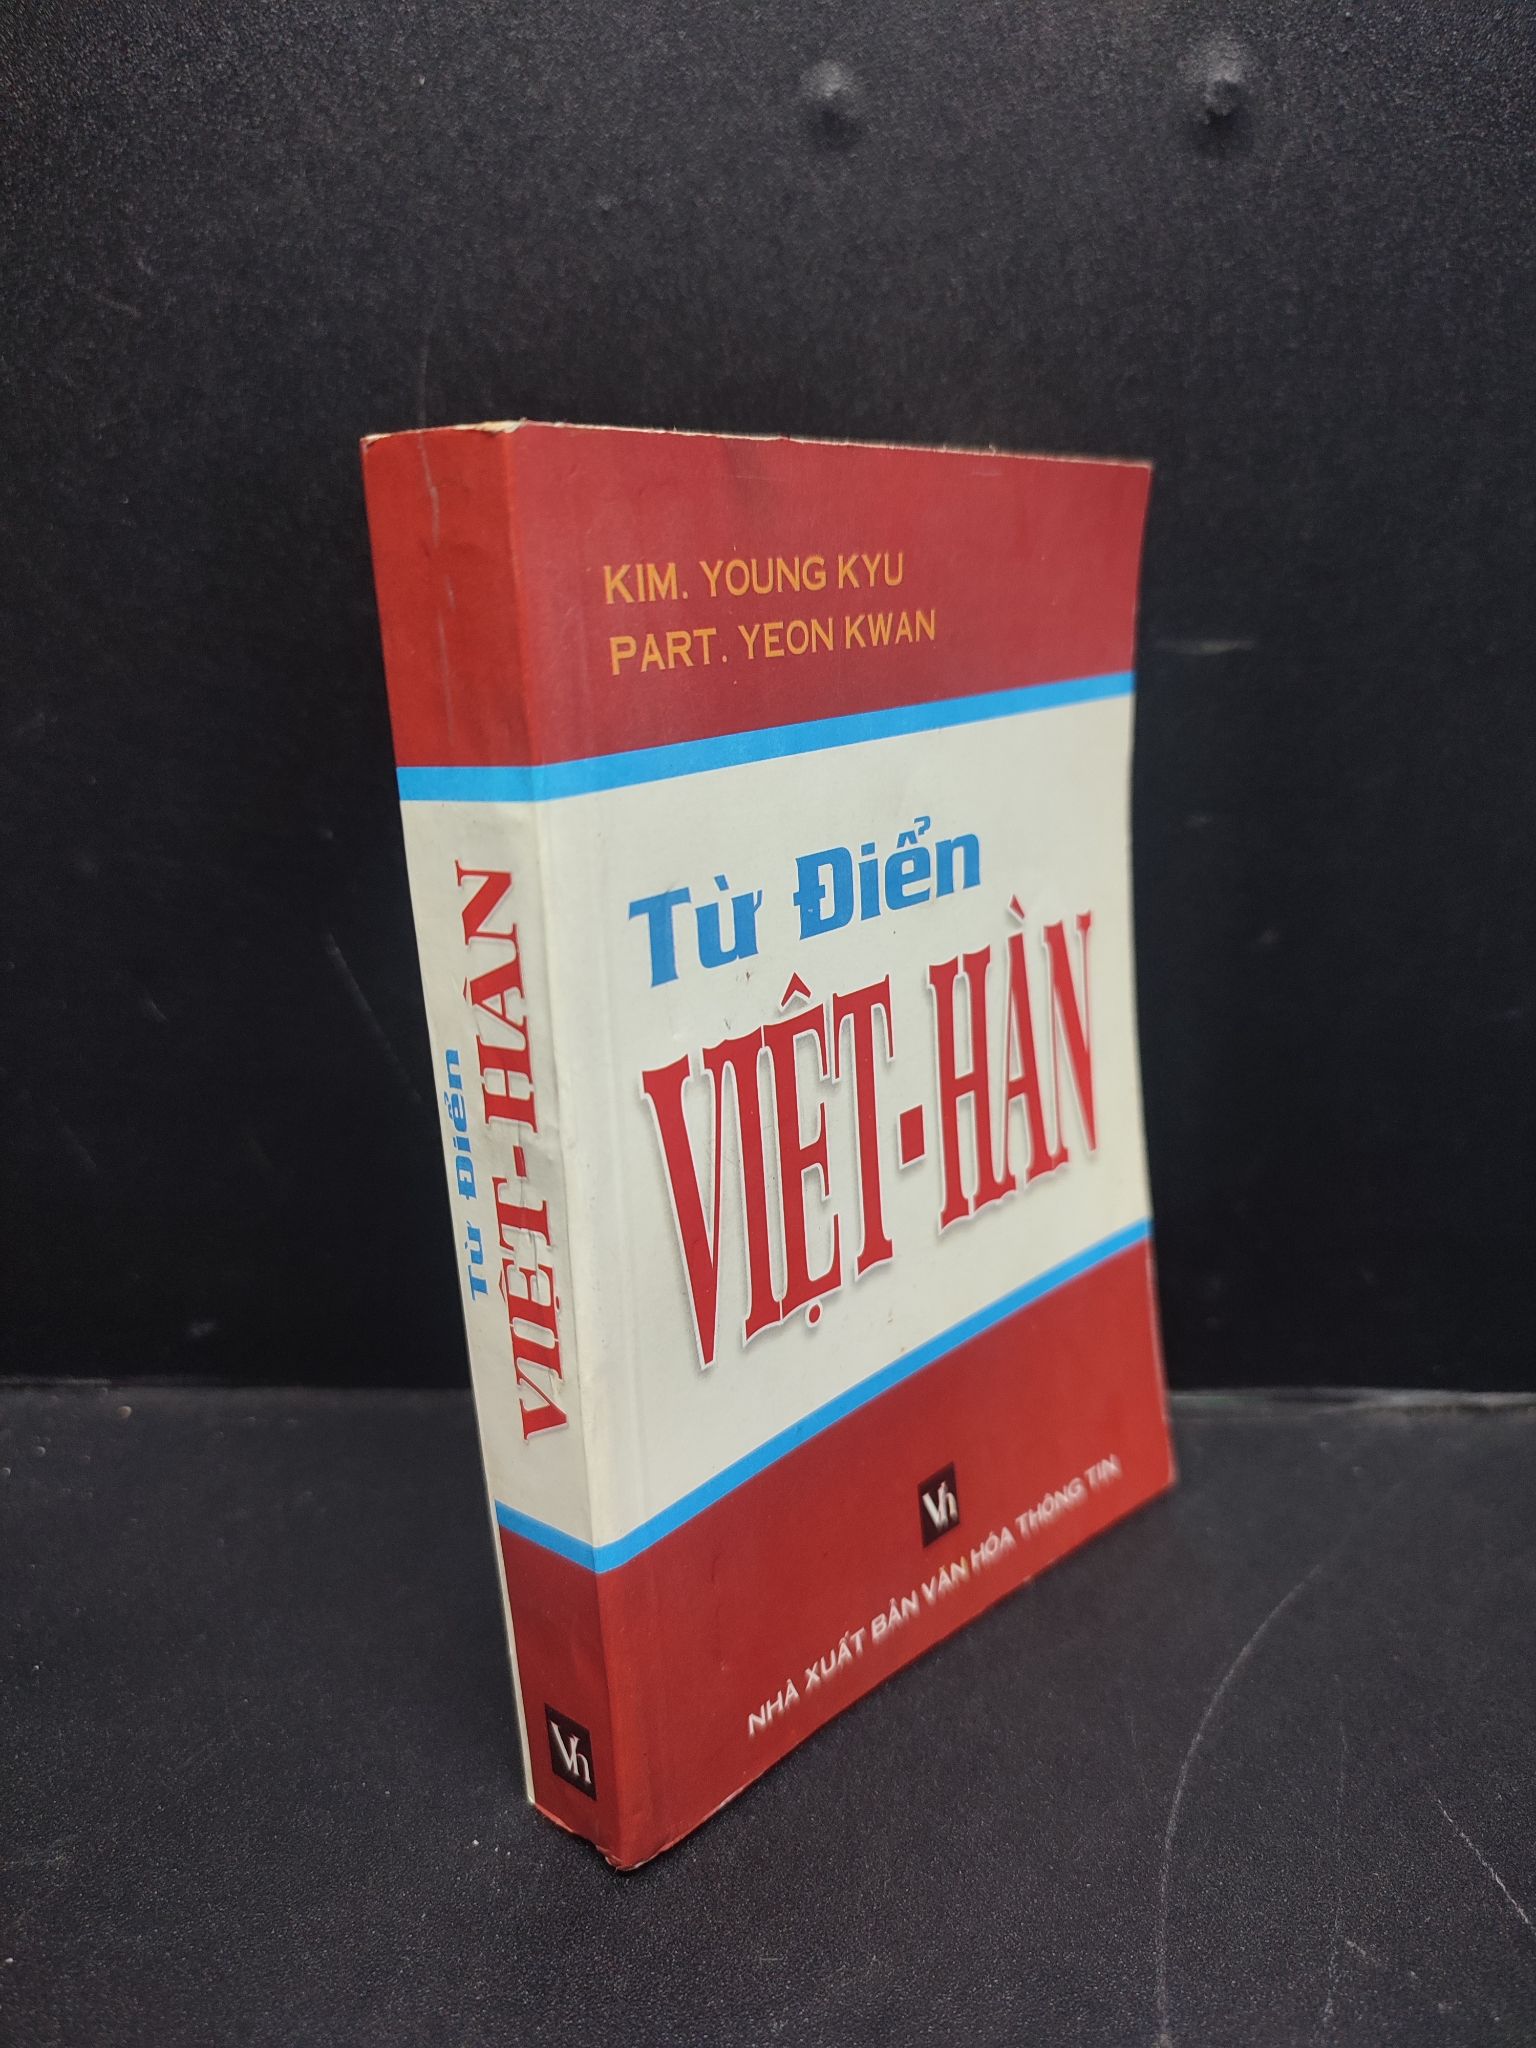 KIM. YOUNG KYU
PART. YEON KWAN
Từ Điển
VIỆT-HÀN
Vh
NHÀ XUẤT BẢN VĂN HÓA THÔNG TIN
Từ Điển
VIỆT-HÀN
Vh